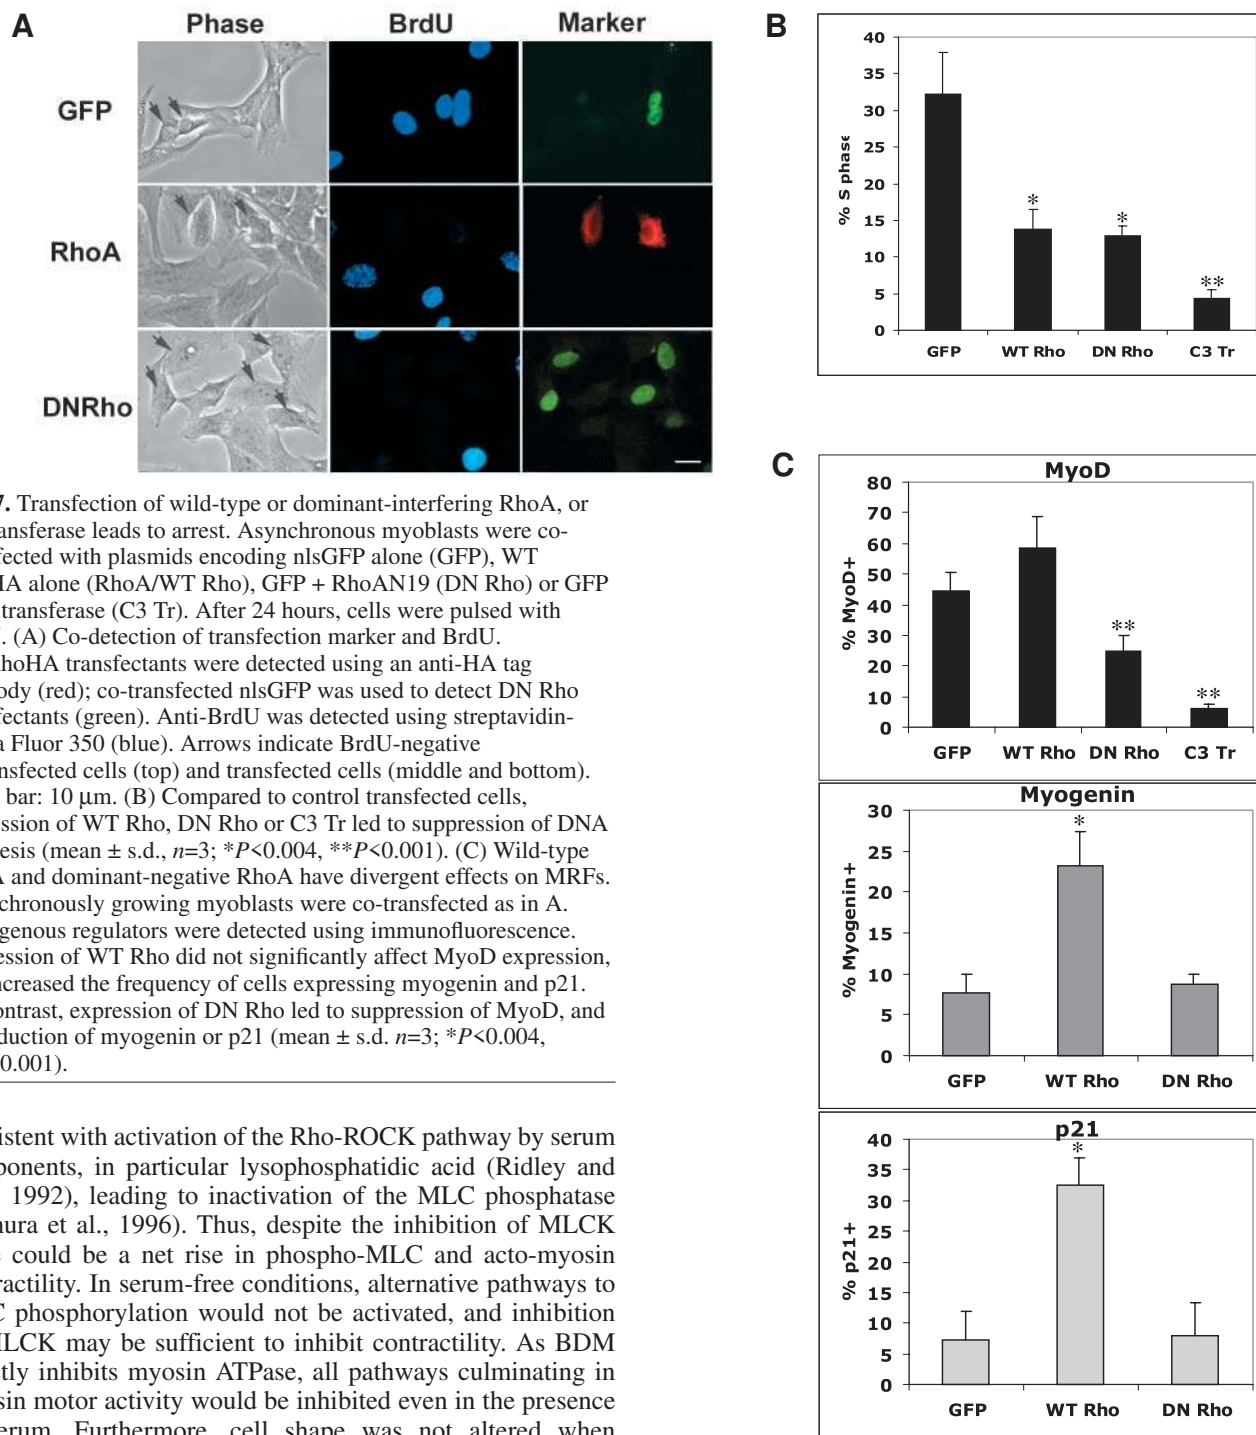 A
Phase BrdU Marker
GFP
RhoA
DNRho
B
40
35
30
25
20
15
10
5
0
% S phase
*
*
**
GFP WT Rho DN Rho C3 Tr
7. Transfection of wild-type or dominant-interfering RhoA, or
ansferase leads to arrest. Asynchronous myoblasts were co-
fected with plasmids encoding nlsGFP alone (GFP), WT
HA alone (RhoA/WT Rho), GFP + RhoAN19 (DN Rho) or GFP
transferase (C3 Tr). After 24 hours, cells were pulsed with
. (A) Co-detection of transfection marker and BrdU.
hoHA transfectants were detected using an anti-HA tag
ody (red); co-transfected nlsGFP was used to detect DN Rho
fectants (green). Anti-BrdU was detected using streptavidin-
a Fluor 350 (blue). Arrows indicate BrdU-negative
nsfected cells (top) and transfected cells (middle and bottom).
bar: 10 μm. (B) Compared to control transfected cells,
ession of WT Rho, DN Rho or C3 Tr led to suppression of DNA
esis (mean ± s.d., n=3; *P<0.004, **P<0.001). (C) Wild-type
A and dominant-negative RhoA have divergent effects on MRFs.
chronously growing myoblasts were co-transfected as in A.
genous regulators were detected using immunofluorescence.
ession of WT Rho did not significantly affect MyoD expression,
ncreased the frequency of cells expressing myogenin and p21.
ontrast, expression of DN Rho led to suppression of MyoD, and
duction of myogenin or p21 (mean ± s.d. n=3; *P<0.004,
0.001).
C
MyoD
80
70
60
50
40
30
20
10
0
% MyoD+
**
**
GFP WT Rho DN Rho C3 Tr
Myogenin
30
25
20
15
10
5
0
% Myogenin+
*
GFP WT Rho DN Rho
p21
40
35
30
25
20
15
10
5
0
% p21+
*
GFP WT Rho DN Rho
istent with activation of the Rho-ROCK pathway by serum
ponents, in particular lysophosphatidic acid (Ridley and
1992), leading to inactivation of the MLC phosphatase
ura et al., 1996). Thus, despite the inhibition of MLCK
could be a net rise in phospho-MLC and acto-myosin
ractility. In serum-free conditions, alternative pathways to
C phosphorylation would not be activated, and inhibition
MLCK may be sufficient to inhibit contractility. As BDM
ctly inhibits myosin ATPase, all pathways culminating in
sin motor activity would be inhibited even in the presence
erum. Furthermore, cell shape was not altered when